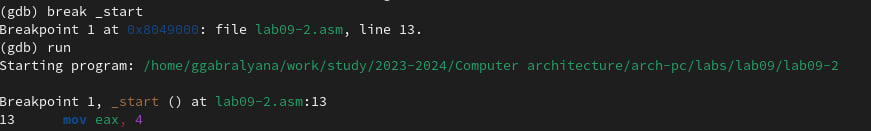 (gdb) break _start
Breakpoint 1 at 0x8049000: file lab09-2.asm, line 13.
(gdb) run
Starting program: /home/ggabralyana/work/study/2023-2024/Computer architecture/arch-pc/labs/lab09/lab09-2
Breakpoint 1, _start () at lab09-2.asm:13
13	mov eax, 4